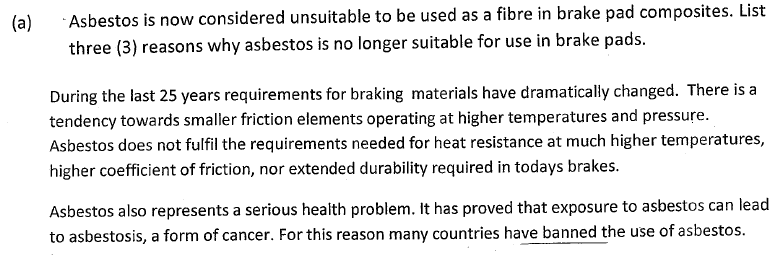 (a) Asbestos is now considered unsuitable to be used as a fibre in brake pad composites. List
three (3) reasons why asbestos is no longer suitable for use in brake pads.
During the last 25 years requirements for braking materials have dramatically changed. There is a
tendency towards smaller friction elements operating at higher temperatures and pressure.
Asbestos does not fulfil the requirements needed for heat resistance at much higher temperatures,
higher coefficient of friction, nor extended durability required in todays brakes.
Asbestos also represents a serious health problem. It has proved that exposure to asbestos can lead
to asbestosis, a form of cancer. For this reason many countries have banned the use of asbestos.